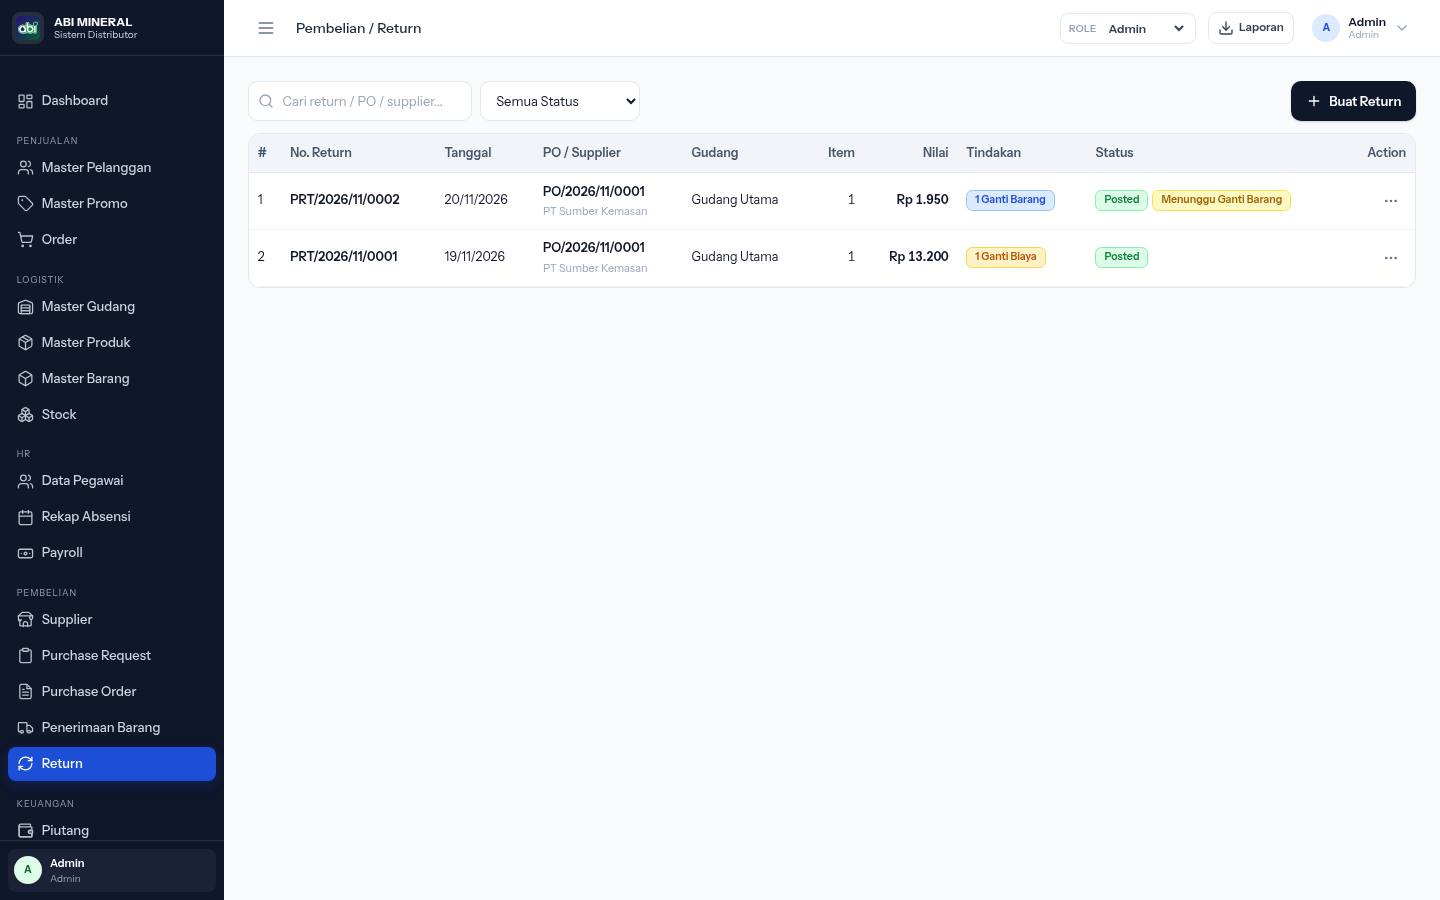 ABI MINERAL
Sistem Distributor
Pembelian / Return
ROLE Admin
Laporan
A
Admin
Admin
Dashboard
PENJUALAN
Master Pelanggan
Master Promo
Order
LOGISTIK
Master Gudang
Master Produk
Master Barang
Stock
HR
Data Pegawai
Rekap Absensi
Payroll
PEMBELIAN
Supplier
Purchase Request
Purchase Order
Penerimaan Barang
Return
KEUANGAN
Piutang
A
Admin
Admin
Cari return / PO / supplier...
Semua Status
Buat Return
# No. Return Tanggal PO / Supplier Gudang Item Nilai Tindakan Status Action
1 PRT/2026/11/0002 20/11/2026 PO/2026/11/0001 Gudang Utama 1 Rp 1.950 1 Ganti Barang Posted Menunggu Ganti Barang ...
PT Sumber Kemasan
2 PRT/2026/11/0001 19/11/2026 PO/2026/11/0001 Gudang Utama 1 Rp 13.200 1 Ganti Biaya Posted ...
PT Sumber Kemasan
abi